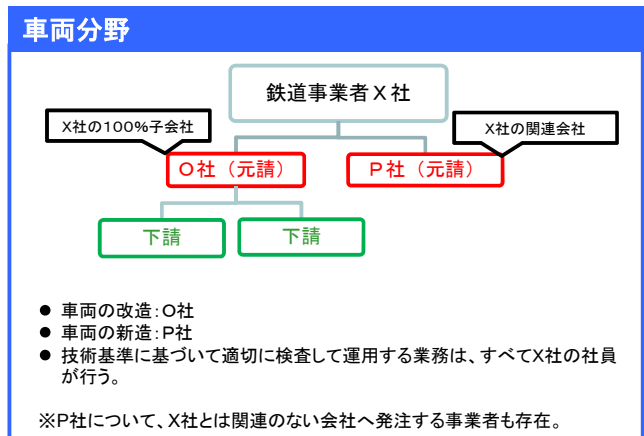 車両分野
鉄道事業者X社
X社の100%子会社
X社の関連会社
O社（元請）
P社（元請）
下請
下請
● 車両の改造：O社
● 車両の新造：P社
● 技術基準に基づいて適切に検査して運用する業務は、すべてX社の社員
が行う。
※P社について、X社とは関連のない会社へ発注する事業者も存在。